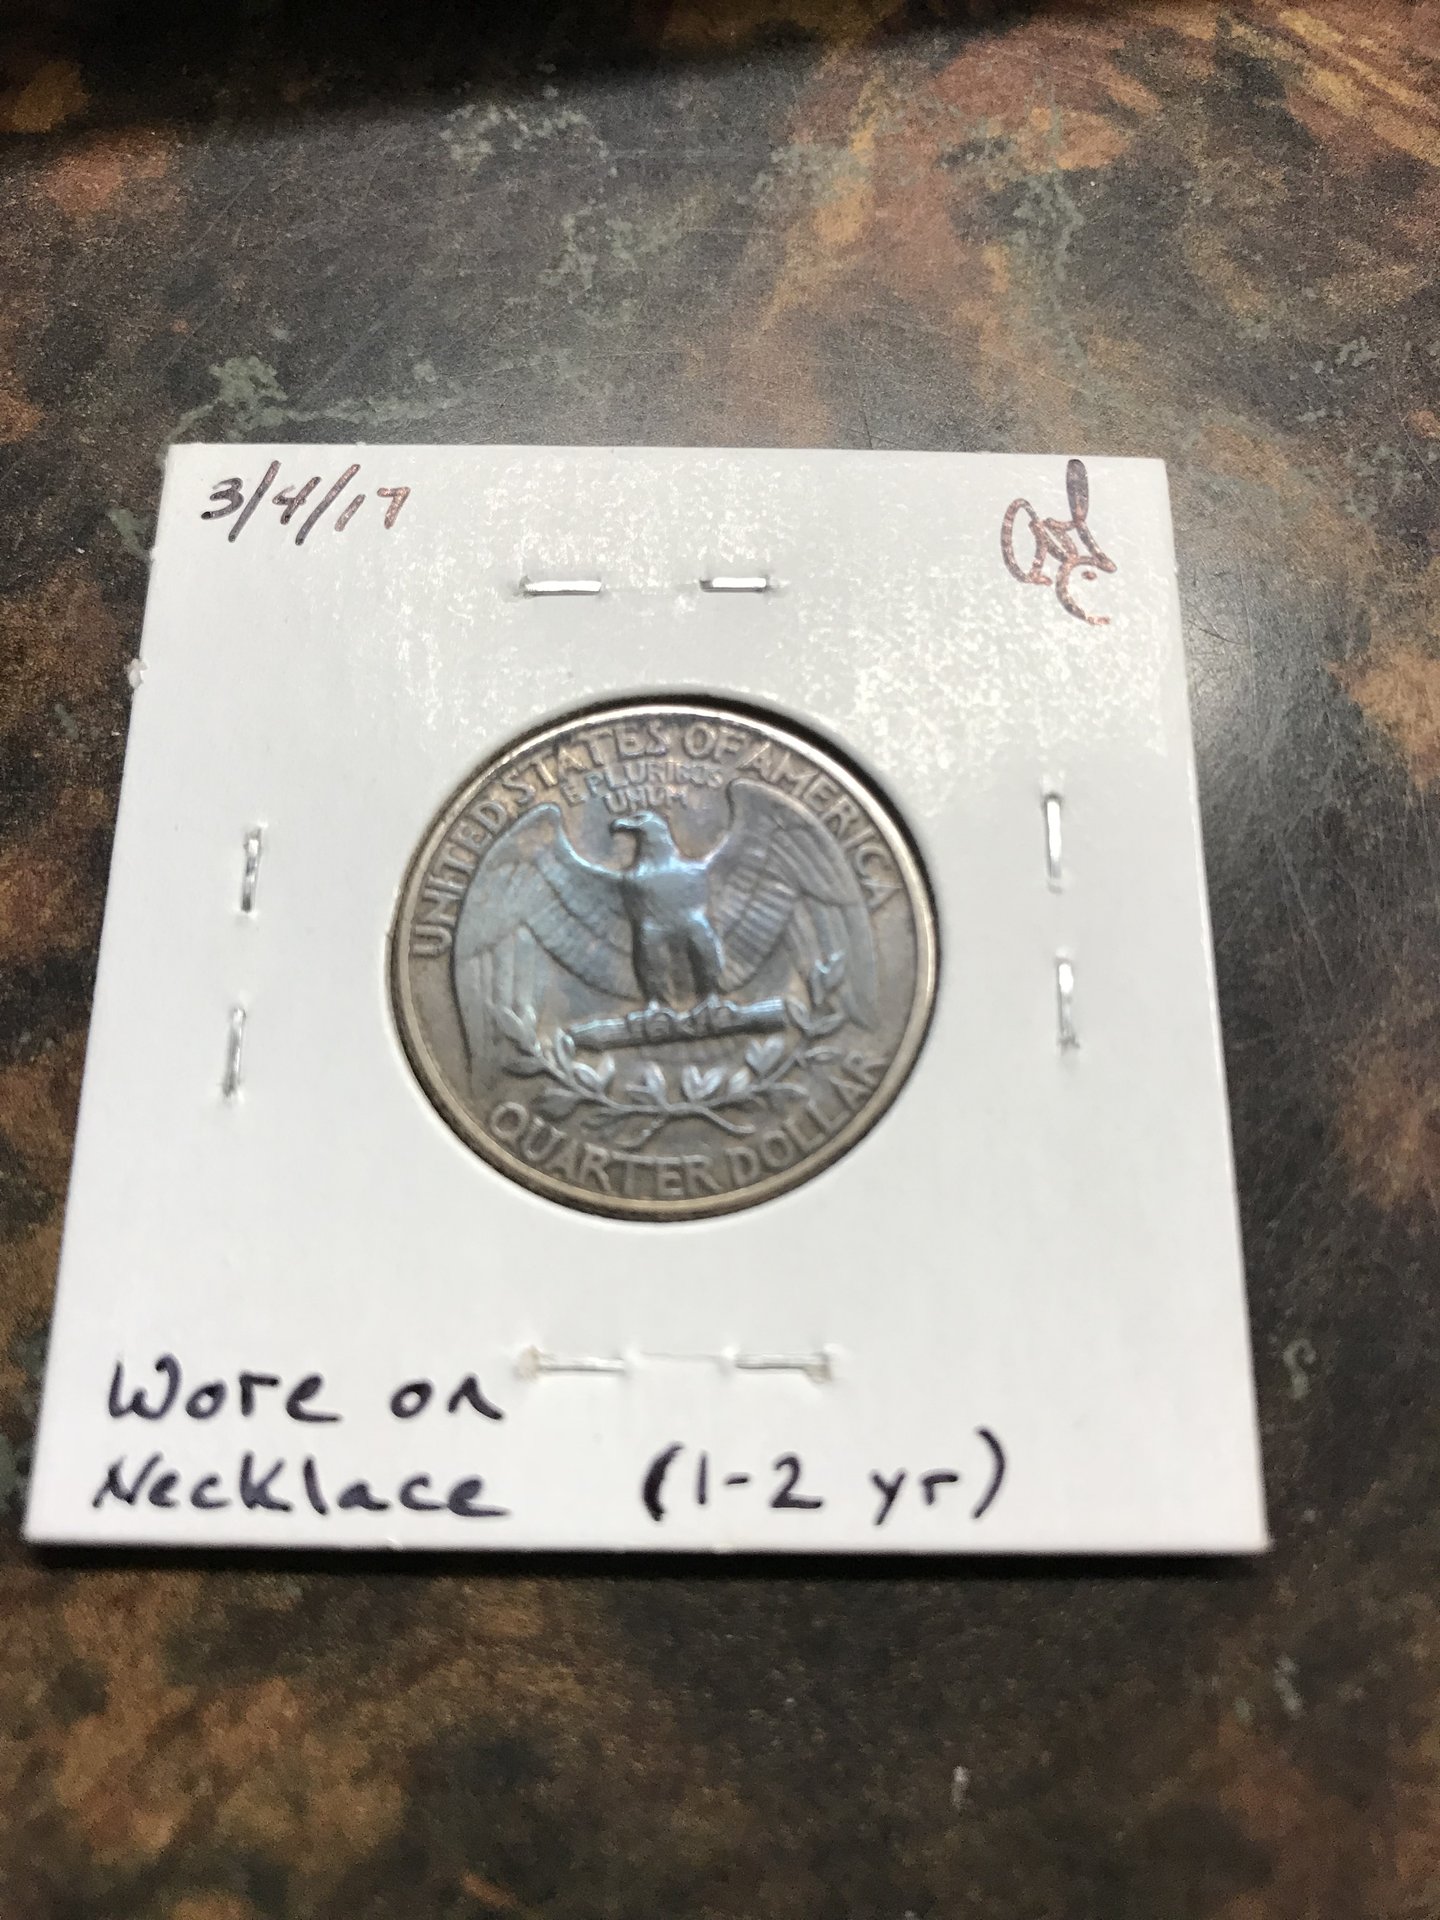 3/4/17
UNITED STATES OF AMERICA
E PLURIBUS
UNUM
QUARTER DOLLAR
Wore on
Necklace (1-2 yr)